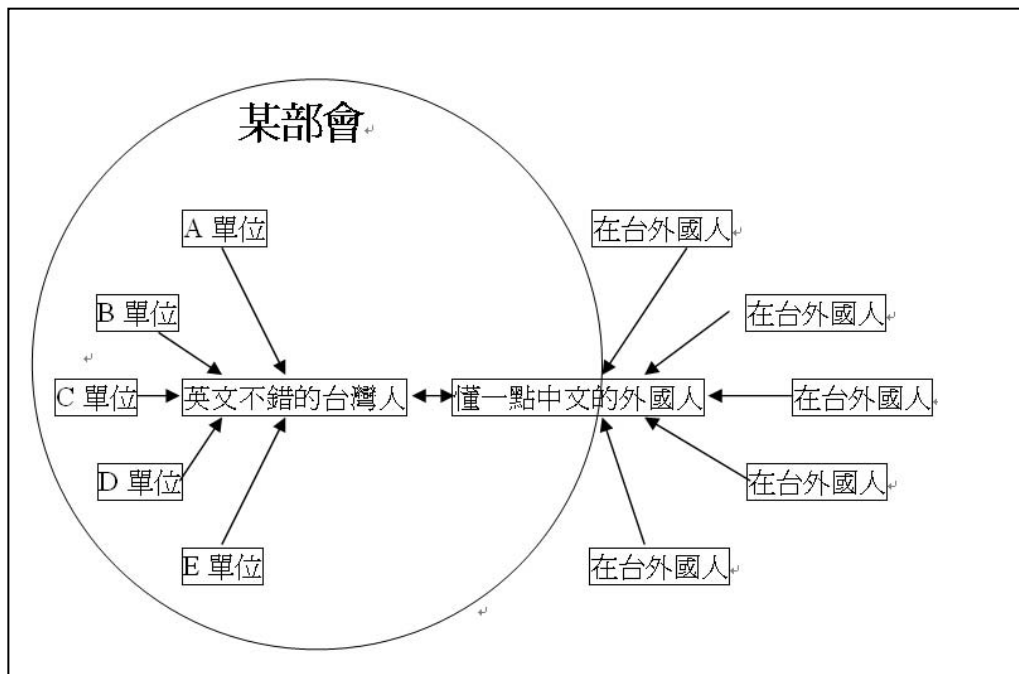 某部會
A 單位
在台外國人
B 單位
在台外國人
C 單位
英文不錯的台灣人
懂一點中文的外國人
在台外國人
D 單位
在台外國人
E 單位
在台外國人